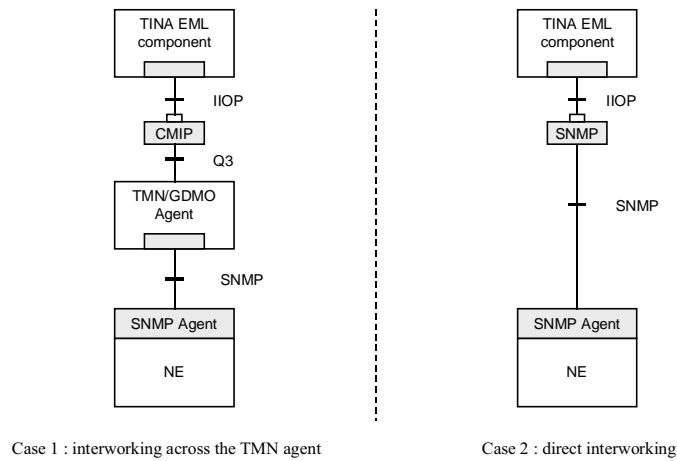 TINA EML
component
IIOP
CMIP
Q3
TMN/GDMO
Agent
SNMP
SNMP Agent
NE
Case 1 : interworking across the TMN agent
TINA EML
component
IIOP
SNMP
SNMP
SNMP Agent
NE
Case 2 : direct interworking